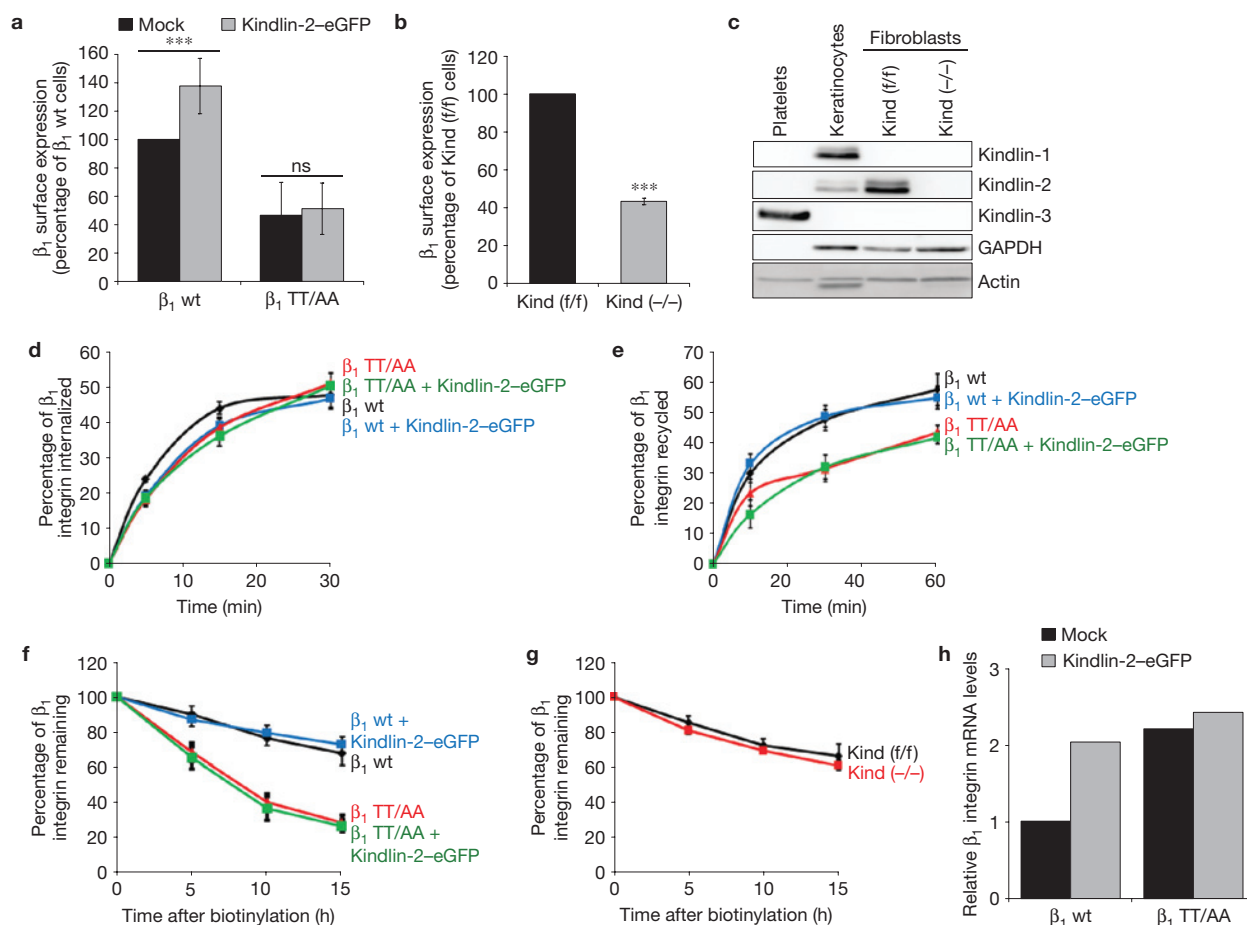 a
Mock
Kindlin-2–eGFP
160
140
120
100
80
60
40
20
0
β1 surface expression
(percentage of β1 wt cells)
***
ns
β1 wt
β1 TT/AA
b
120
100
80
60
40
20
0
β1 surface expression
(percentage of Kind (f/f) cells)
***
Kind (f/f)
Kind (–/–)
c
Fibroblasts
Platelets
Keratinocytes
Kind (f/f)
Kind (–/–)
Kindlin-1
Kindlin-2
Kindlin-3
GAPDH
Actin
d
60
50
40
30
20
10
0
Percentage of β1
integrin internalized
β1 TT/AA
β1 TT/AA + Kindlin-2–eGFP
β1 wt
β1 wt + Kindlin-2–eGFP
0
10
20
30
Time (min)
e
70
60
50
40
30
20
10
0
Percentage of β1
integrin recycled
β1 wt
β1 wt + Kindlin-2–eGFP
β1 TT/AA
β1 TT/AA + Kindlin-2–eGFP
0
20
40
60
Time (min)
f
120
100
80
60
40
20
0
Percentage of β1
integrin remaining
β1 wt +
Kindlin-2–eGFP
β1 wt
β1 TT/AA
β1 TT/AA +
Kindlin-2–eGFP
0
5
10
15
Time after biotinylation (h)
g
120
100
80
60
40
20
0
Percentage of β1
integrin remaining
Kind (f/f)
Kind (–/–)
0
5
10
15
Time after biotinylation (h)
h
Mock
Kindlin-2–eGFP
3
2
1
0
Relative β1 integrin mRNA levels
β1 wt
β1 TT/AA